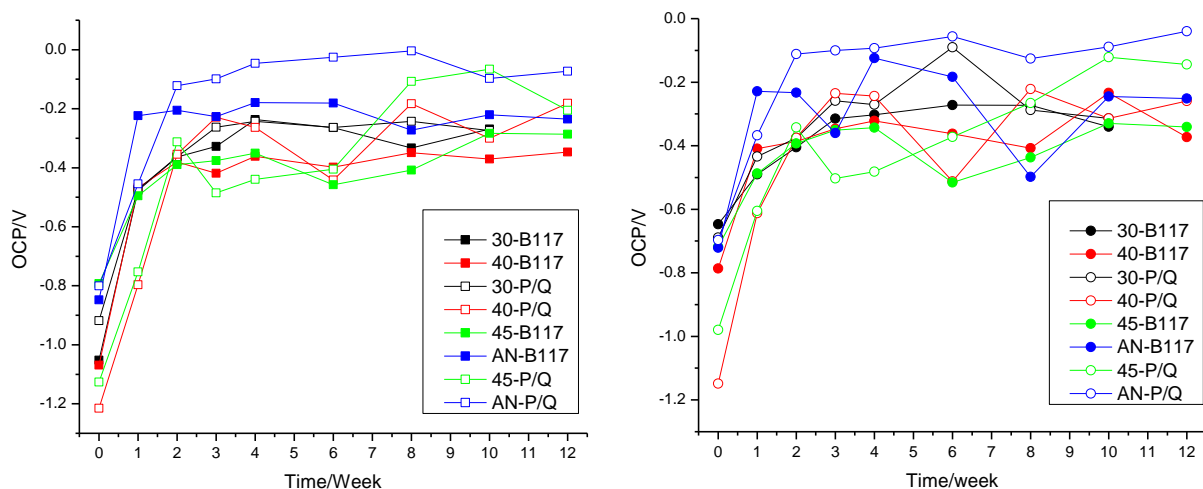 0.0
-0.2
-0.4
-0.6
-0.8
-1.0
-1.2
OCP/V
0 1 2 3 4 5 6 7 8 9 10 11 12
Time/Week
30-B117
40-B117
30-P/Q
40-P/Q
45-B117
AN-B117
45-P/Q
AN-P/Q
0.0
-0.2
-0.4
-0.6
-0.8
-1.0
-1.2
OCP/V
0 1 2 3 4 5 6 7 8 9 10 11 12
Time/week
30-B117
40-B117
30-P/Q
40-P/Q
45-B117
AN-B117
45-P/Q
AN-P/Q